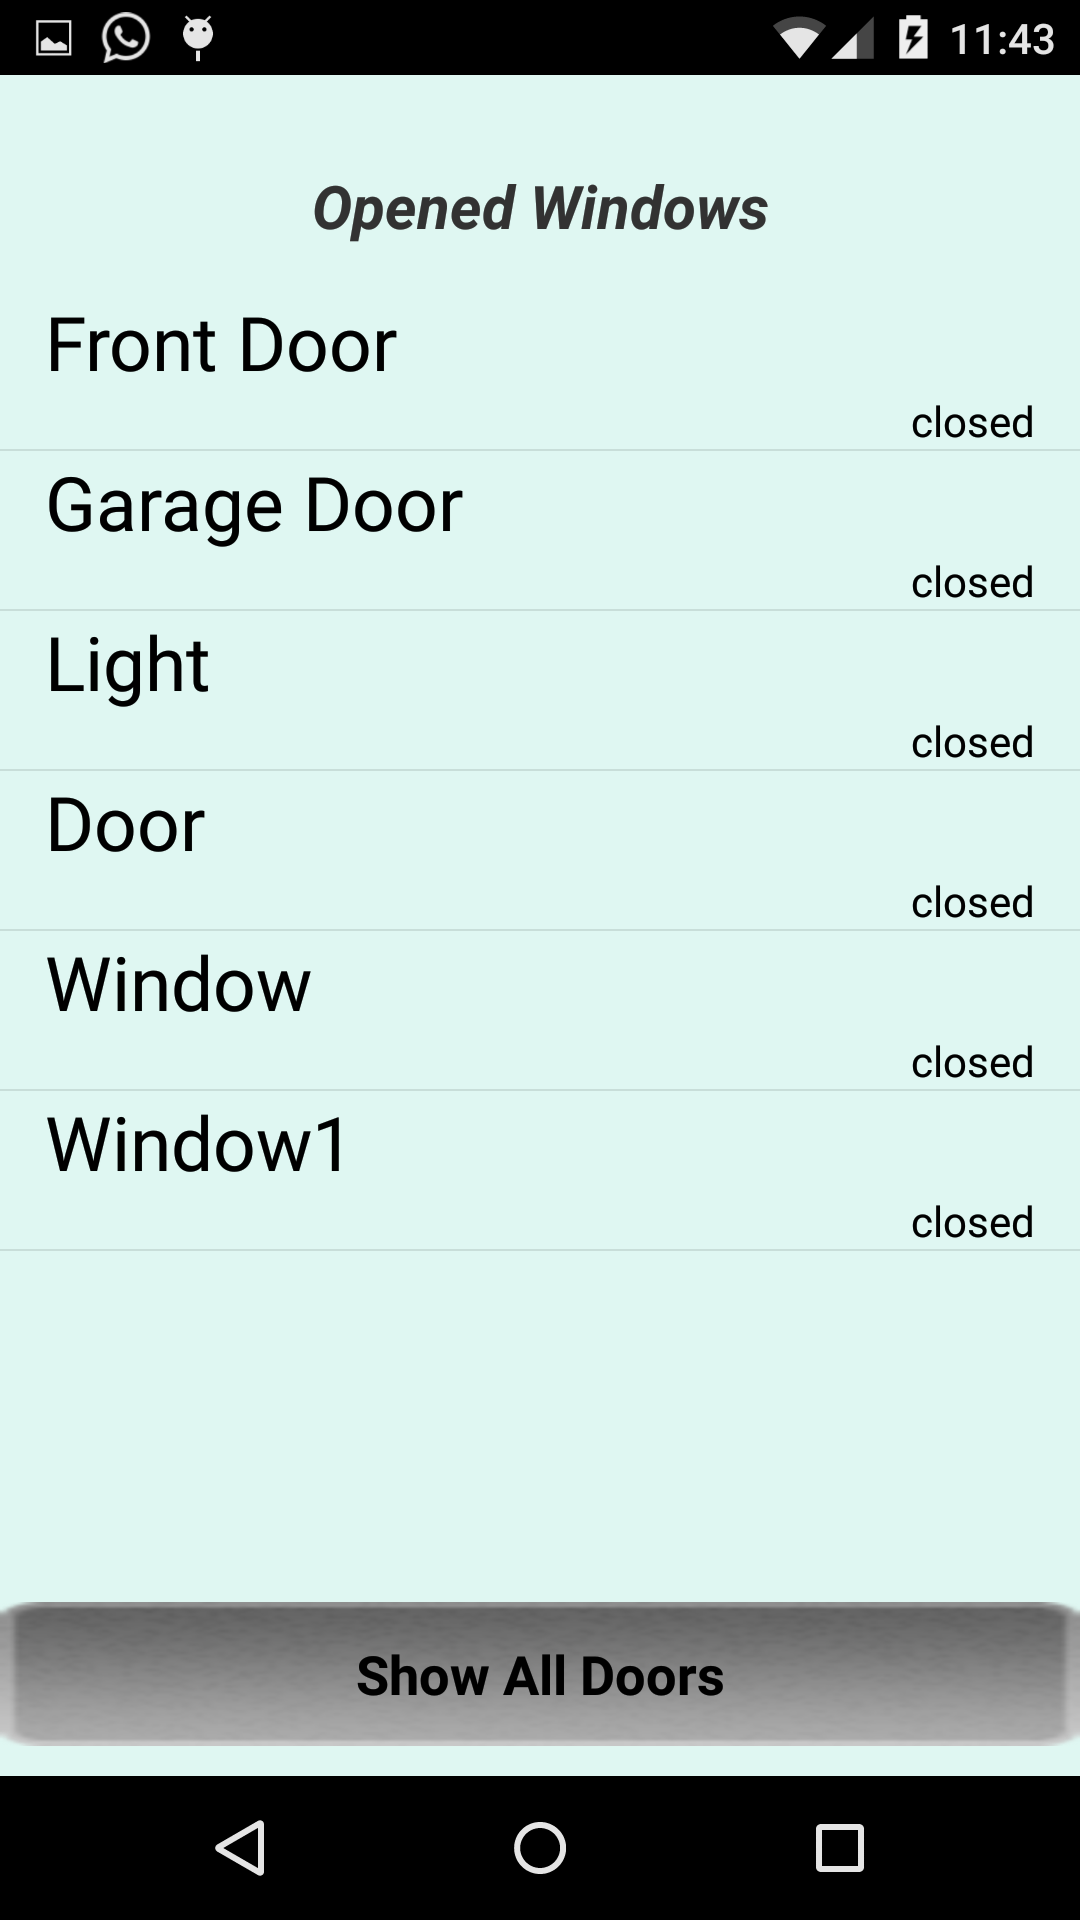 11:43
Opened Windows
Front Door
closed
Garage Door
closed
Light
closed
Door
closed
Window
closed
Window1
closed
Show All Doors